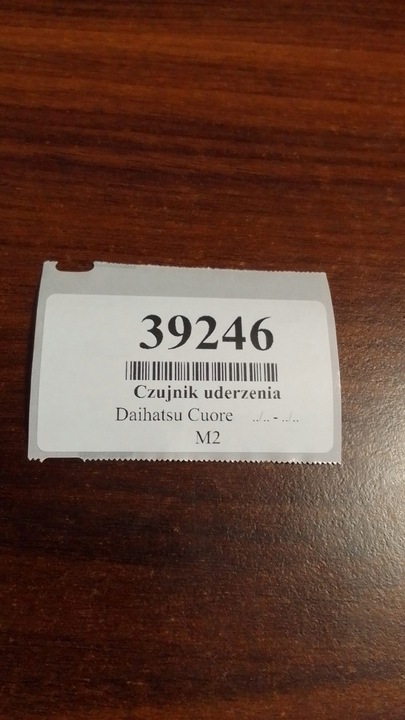 39246
Czujnik uderzenia
Daihatsu Cuore ../.. - ../..
M2